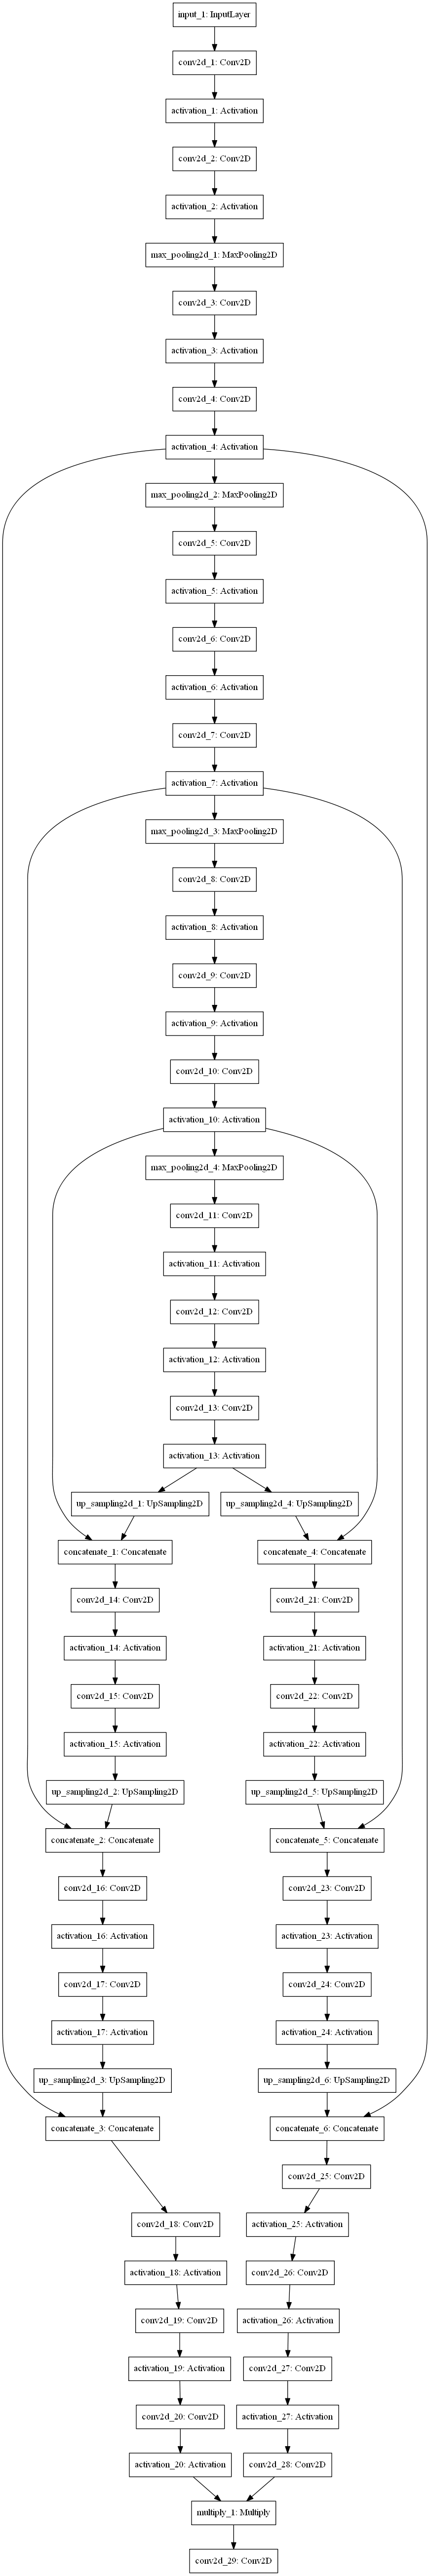 input_1: InputLayer
conv2d_1: Conv2D
activation_1: Activation
conv2d_2: Conv2D
activation_2: Activation
max_pooling2d_1: MaxPooling2D
conv2d_3: Conv2D
activation_3: Activation
conv2d_4: Conv2D
activation_4: Activation
max_pooling2d_2: MaxPooling2D
conv2d_5: Conv2D
activation_5: Activation
conv2d_6: Conv2D
activation_6: Activation
conv2d_7: Conv2D
activation_7: Activation
max_pooling2d_3: MaxPooling2D
conv2d_8: Conv2D
activation_8: Activation
conv2d_9: Conv2D
activation_9: Activation
conv2d_10: Conv2D
activation_10: Activation
max_pooling2d_4: MaxPooling2D
conv2d_11: Conv2D
activation_11: Activation
conv2d_12: Conv2D
activation_12: Activation
conv2d_13: Conv2D
activation_13: Activation
up_sampling2d_1: UpSampling2D
up_sampling2d_4: UpSampling2D
concatenate_1: Concatenate
concatenate_4: Concatenate
conv2d_14: Conv2D
conv2d_21: Conv2D
activation_14: Activation
activation_21: Activation
conv2d_15: Conv2D
conv2d_22: Conv2D
activation_15: Activation
activation_22: Activation
up_sampling2d_2: UpSampling2D
up_sampling2d_5: UpSampling2D
concatenate_2: Concatenate
concatenate_5: Concatenate
conv2d_16: Conv2D
conv2d_23: Conv2D
activation_16: Activation
activation_23: Activation
conv2d_17: Conv2D
conv2d_24: Conv2D
activation_17: Activation
activation_24: Activation
up_sampling2d_3: UpSampling2D
up_sampling2d_6: UpSampling2D
concatenate_3: Concatenate
concatenate_6: Concatenate
conv2d_25: Conv2D
conv2d_18: Conv2D
activation_25: Activation
activation_18: Activation
conv2d_26: Conv2D
conv2d_19: Conv2D
activation_26: Activation
activation_19: Activation
conv2d_27: Conv2D
conv2d_20: Conv2D
activation_27: Activation
activation_20: Activation
conv2d_28: Conv2D
multiply_1: Multiply
conv2d_29: Conv2D